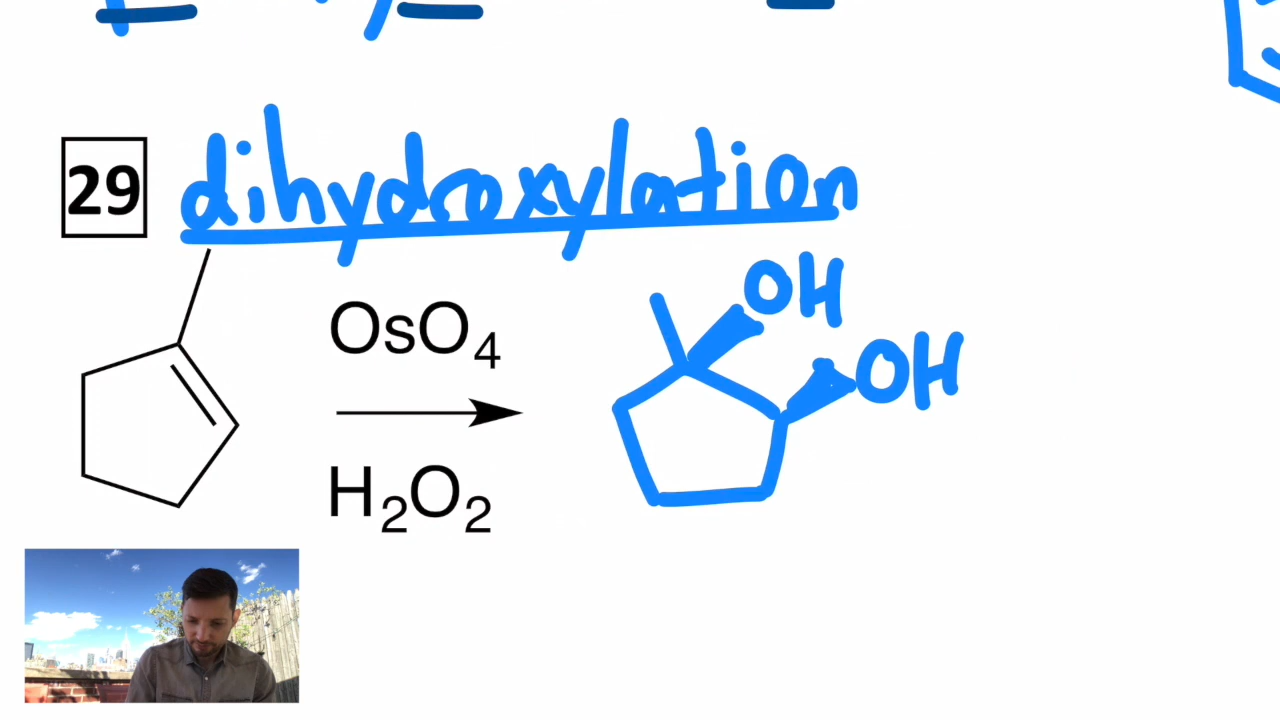 29 dihydroxylation
OsO₄
H₂O₂
OH
OH